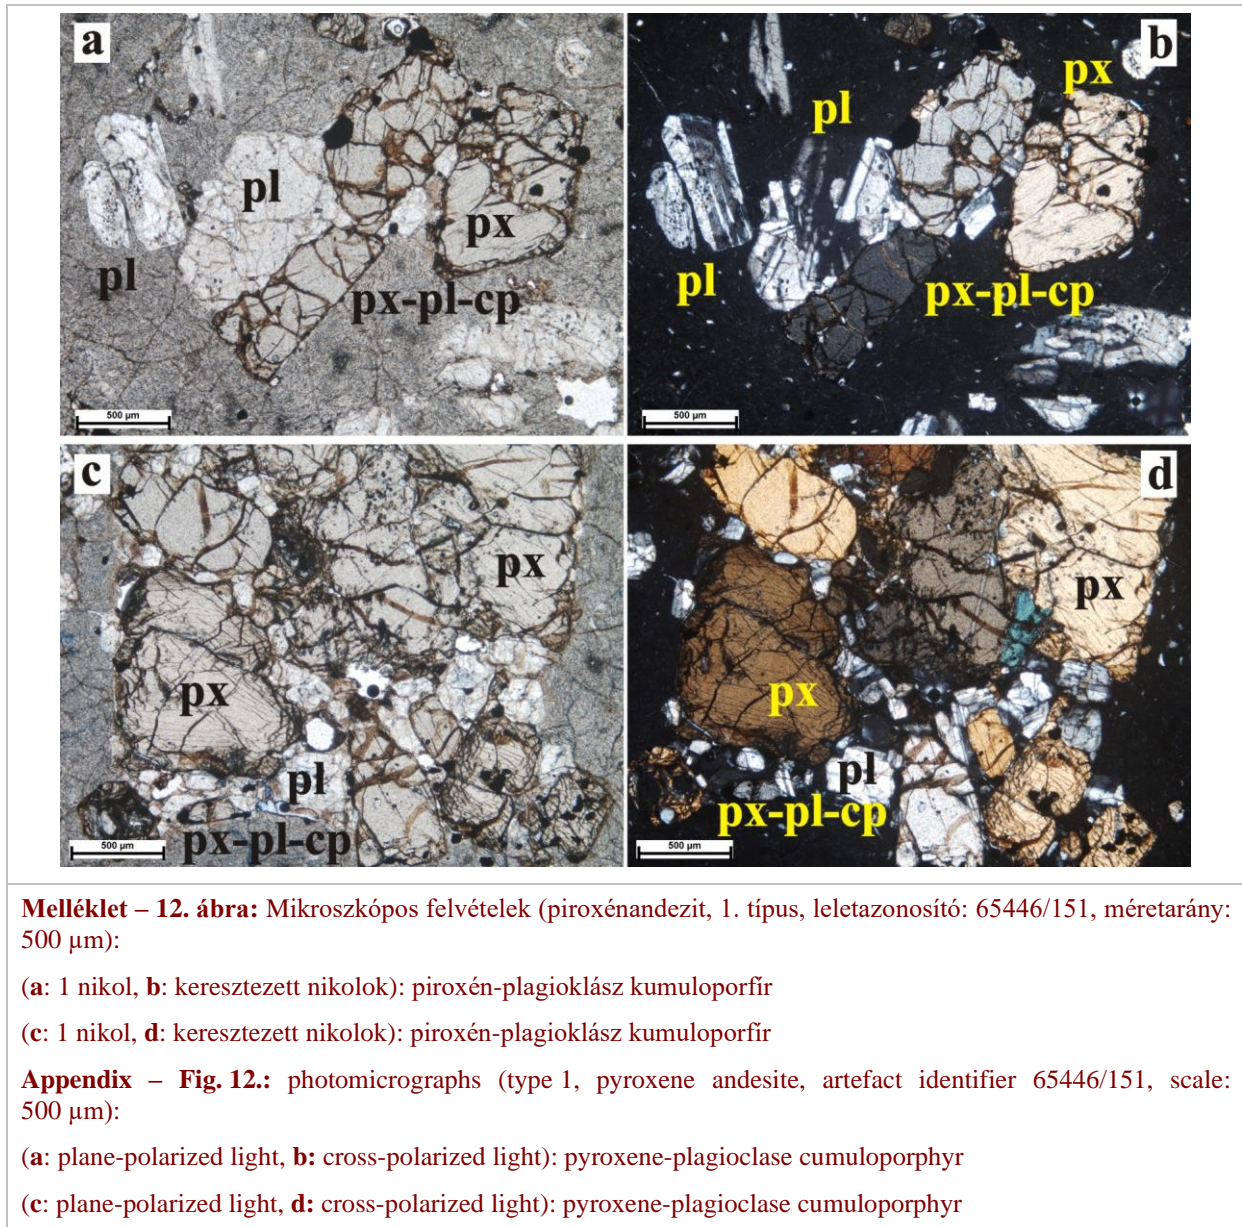 a
pl
pl
px
px-pl-cp
500 µm
b
px
pl
pl
px-pl-cp
500 µm
c
px
px
pl
px-pl-cp
500 µm
d
px
px
pl
px-pl-cp
500 µm
Melléklet – 12. ábra: Mikroszkópos felvételek (piroxénandezit, 1. típus, leletazonosító: 65446/151, méretarány:
500 µm):
(a: 1 nikol, b: keresztezett nikolok): piroxén-plagioklász kumuloporfír
(c: 1 nikol, d: keresztezett nikolok): piroxén-plagioklász kumuloporfír
Appendix – Fig. 12.: photomicrographs (type 1, pyroxene andesite, artefact identifier 65446/151, scale:
500 µm):
(a: plane-polarized light, b: cross-polarized light): pyroxene-plagioclase cumuloporphyr
(c: plane-polarized light, d: cross-polarized light): pyroxene-plagioclase cumuloporphyr